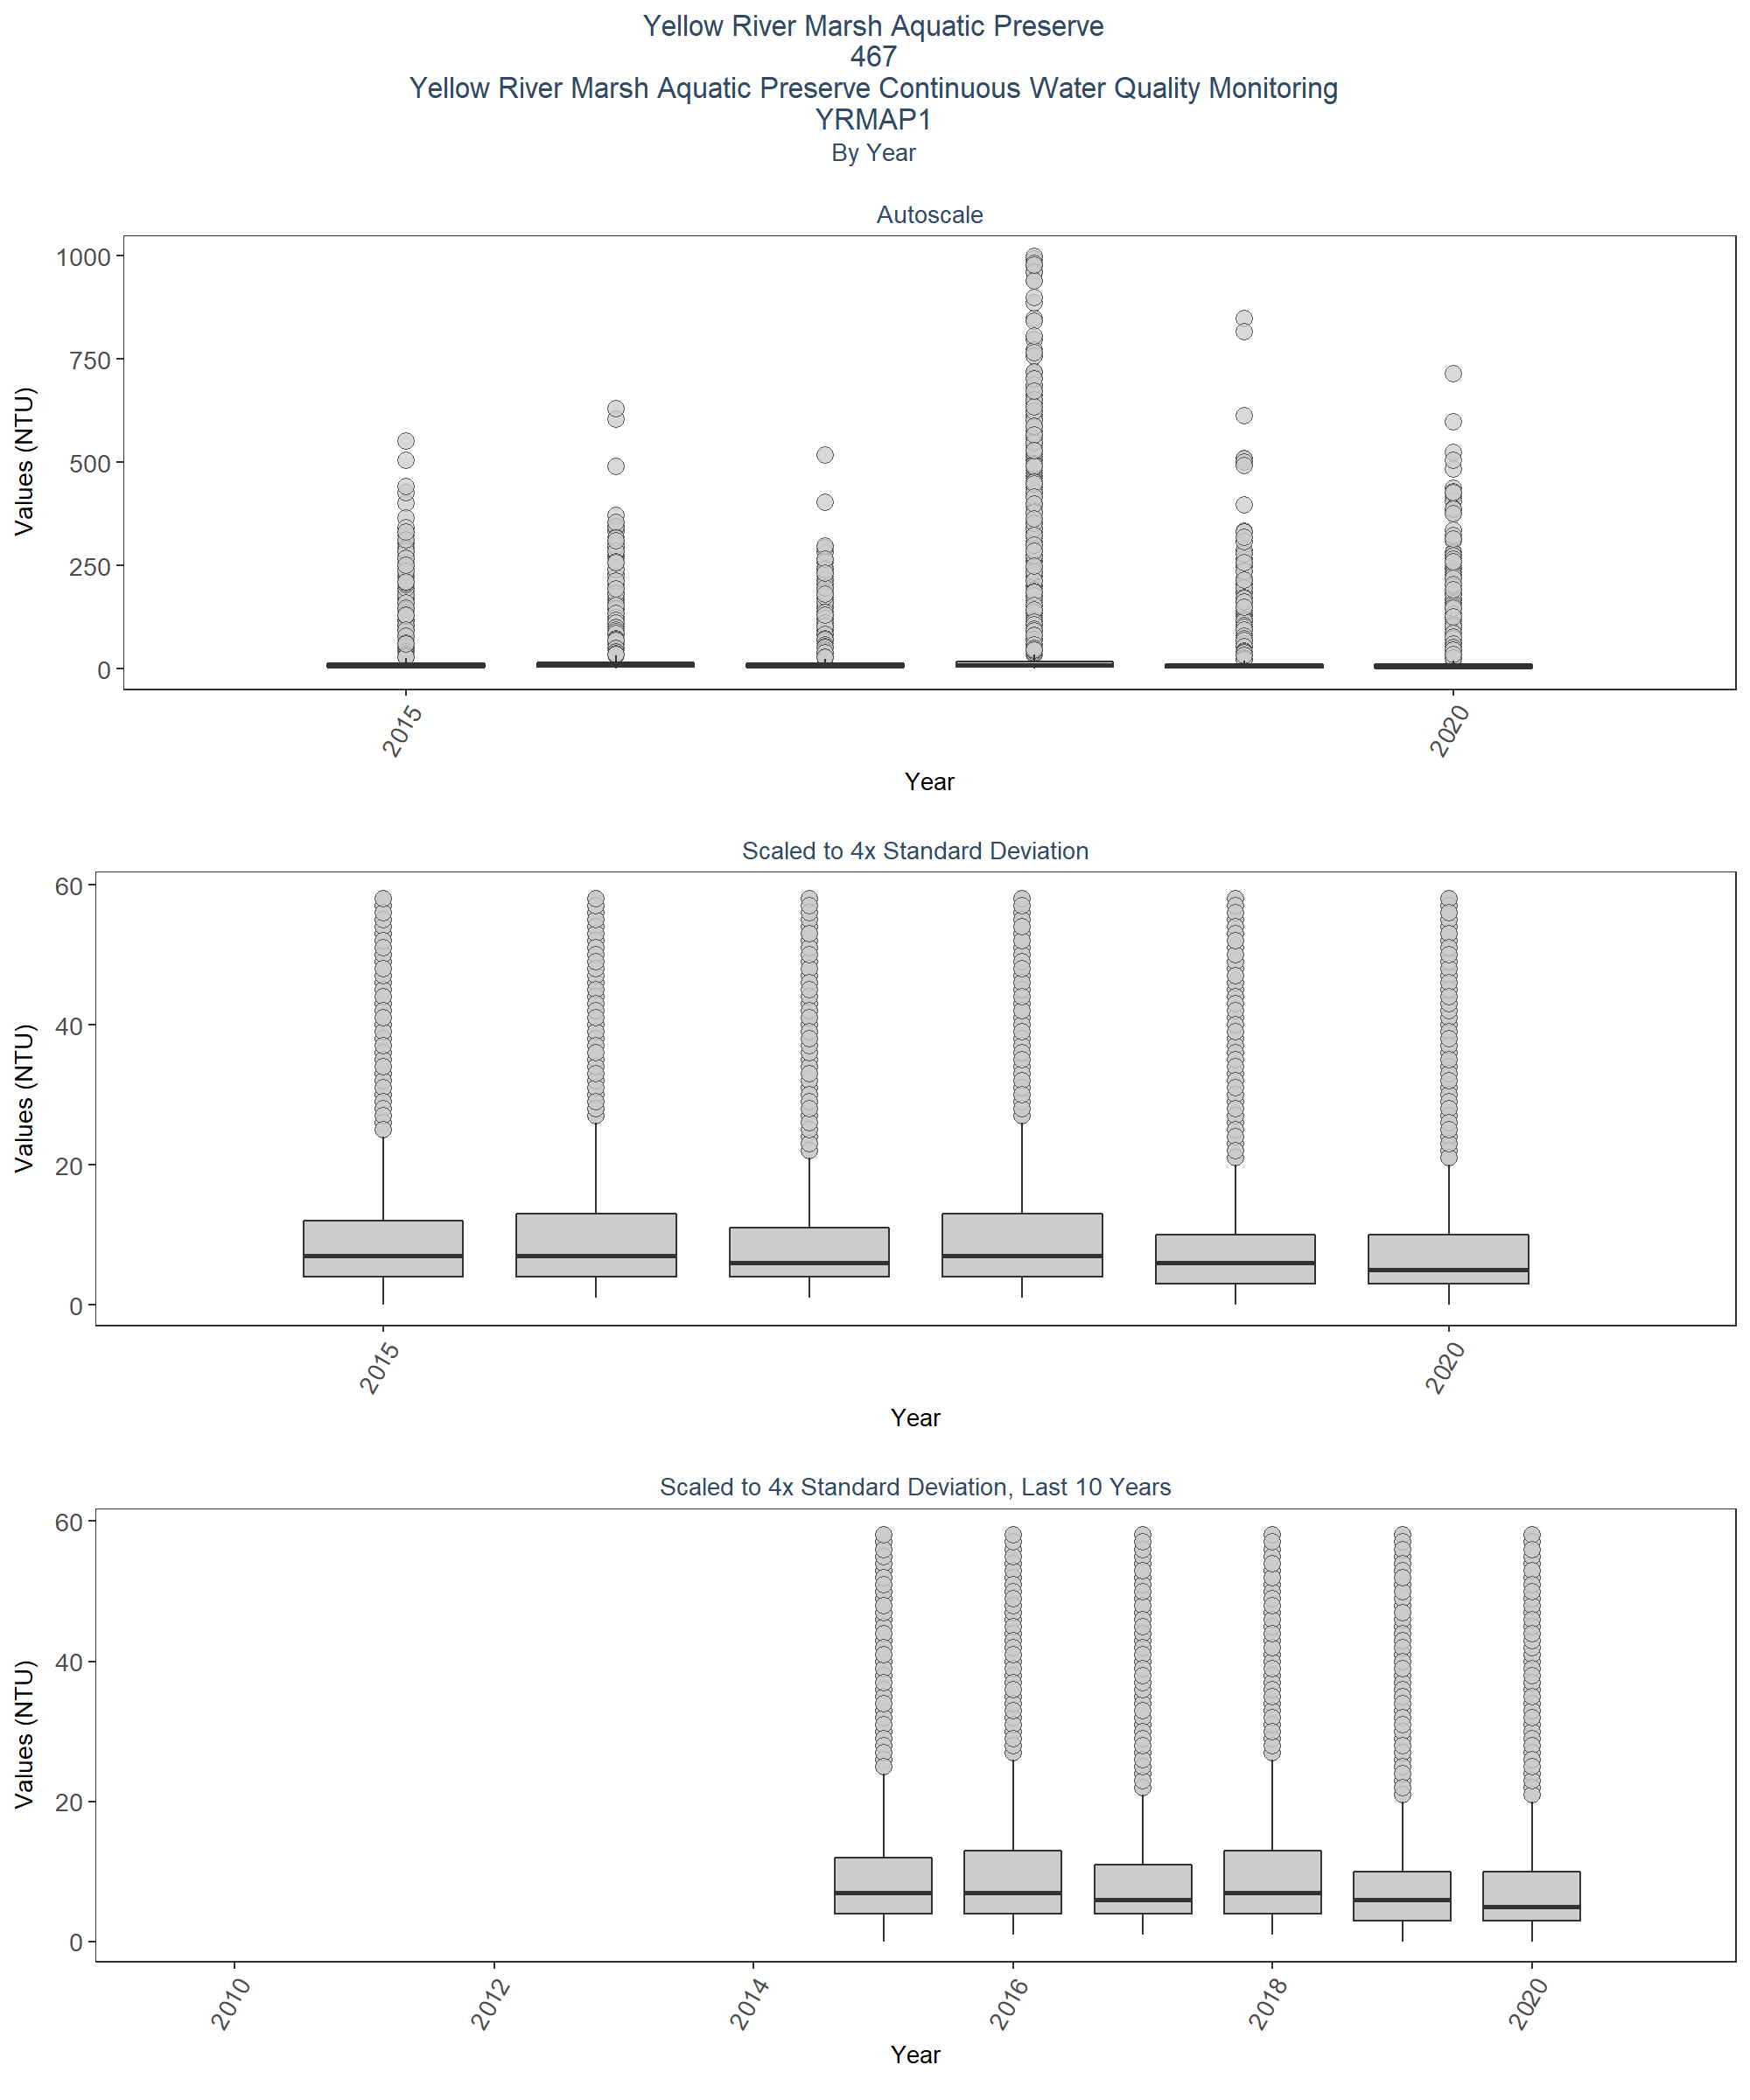 Yellow River Marsh Aquatic Preserve
467
Yellow River Marsh Aquatic Preserve Continuous Water Quality Monitoring
YRMAP1
By Year
Autoscale
Values (NTU)
1000
750
500
250
0
2015
2020
Year
Scaled to 4x Standard Deviation
Values (NTU)
60
40
20
0
2015
2020
Year
Scaled to 4x Standard Deviation, Last 10 Years
Values (NTU)
60
40
20
0
2010
2012
2014
2016
2018
2020
Year